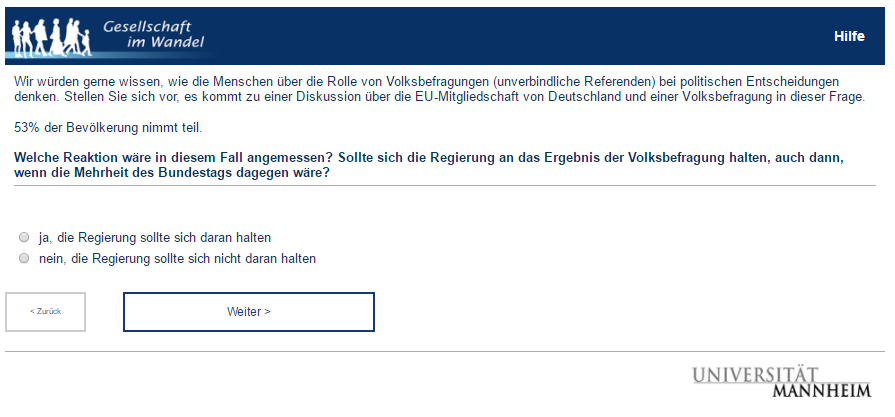 Gesellschaft
im Wandel
Hilfe
Wir würden gerne wissen, wie die Menschen über die Rolle von Volksbefragungen (unverbindliche Referenden) bei politischen Entscheidungen
denken. Stellen Sie sich vor, es kommt zu einer Diskussion über die EU-Mitgliedschaft von Deutschland und einer Volksbefragung in dieser Frage.
53% der Bevölkerung nimmt teil.
Welche Reaktion wäre in diesem Fall angemessen? Sollte sich die Regierung an das Ergebnis der Volksbefragung halten, auch dann,
wenn die Mehrheit des Bundestags dagegen wäre?
ja, die Regierung sollte sich daran halten
nein, die Regierung sollte sich nicht daran halten
< Zurück
Weiter >
UNIVERSITÄT
MANNHEIM